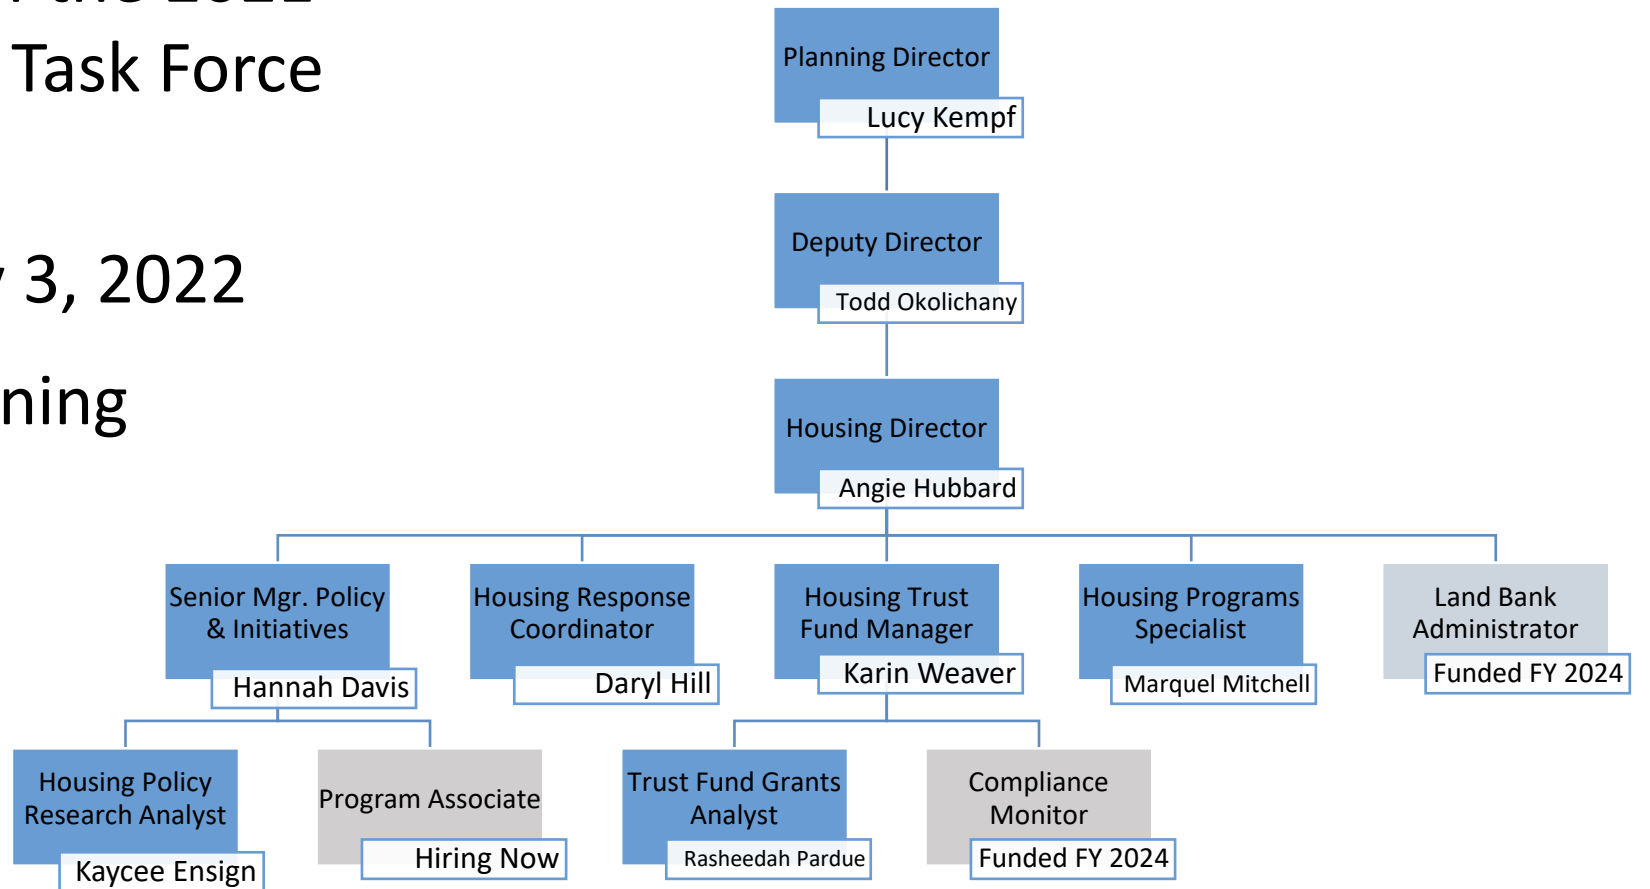 2021
Task Force
3, 2022
Planning Director
Lucy Kempf
Deputy Director
Todd Okolichany
Housing Director
Angie Hubbard
Senior Mgr. Policy
& Initiatives
Hannah Davis
Housing Response
Coordinator
Daryl Hill
Housing Trust
Fund Manager
Karin Weaver
Housing Programs
Specialist
Marquel Mitchell
Land Bank
Administrator
Funded FY 2024
Housing Policy
Research Analyst
Kaycee Ensign
Program Associate
Hiring Now
Trust Fund Grants
Analyst
Rasheedah Pardue
Compliance
Monitor
Funded FY 2024